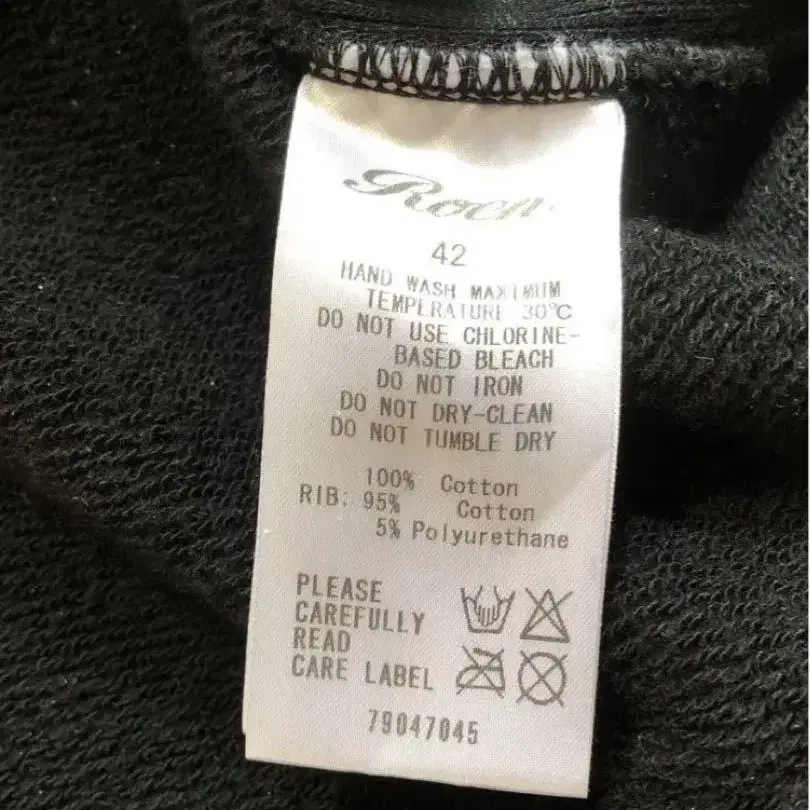 Roen
42
HAND WASH MAXIMUM
TEMPERATURE 30°C
DO NOT USE CHLORINE-
BASED BLEACH
DO NOT IRON
DO NOT DRY-CLEAN
DO NOT TUMBLE DRY
100% Cotton
RIB: 95% Cotton
5% Polyurethane
PLEASE
CAREFULLY
READ
CARE LABEL
79047045